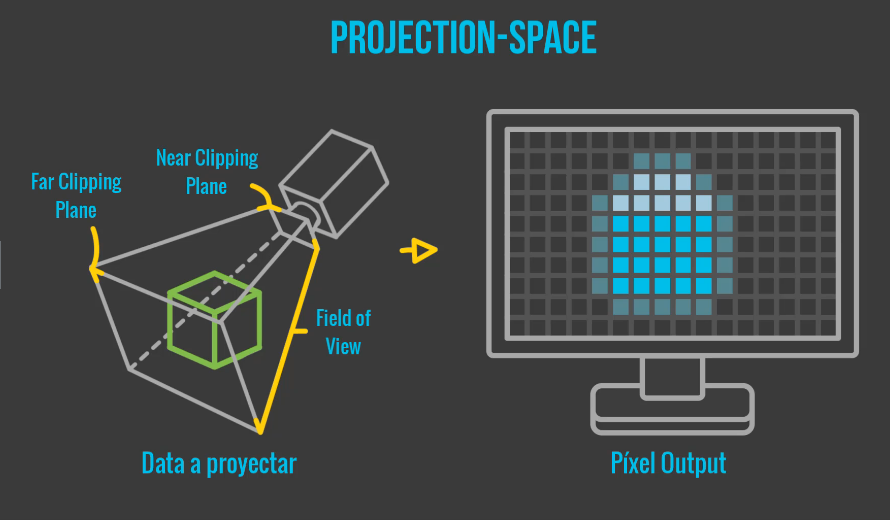 PROJECTION-SPACE
Near Clipping
Plane
Far Clipping
Plane
Field of
View
Data a proyectar
Píxel Output